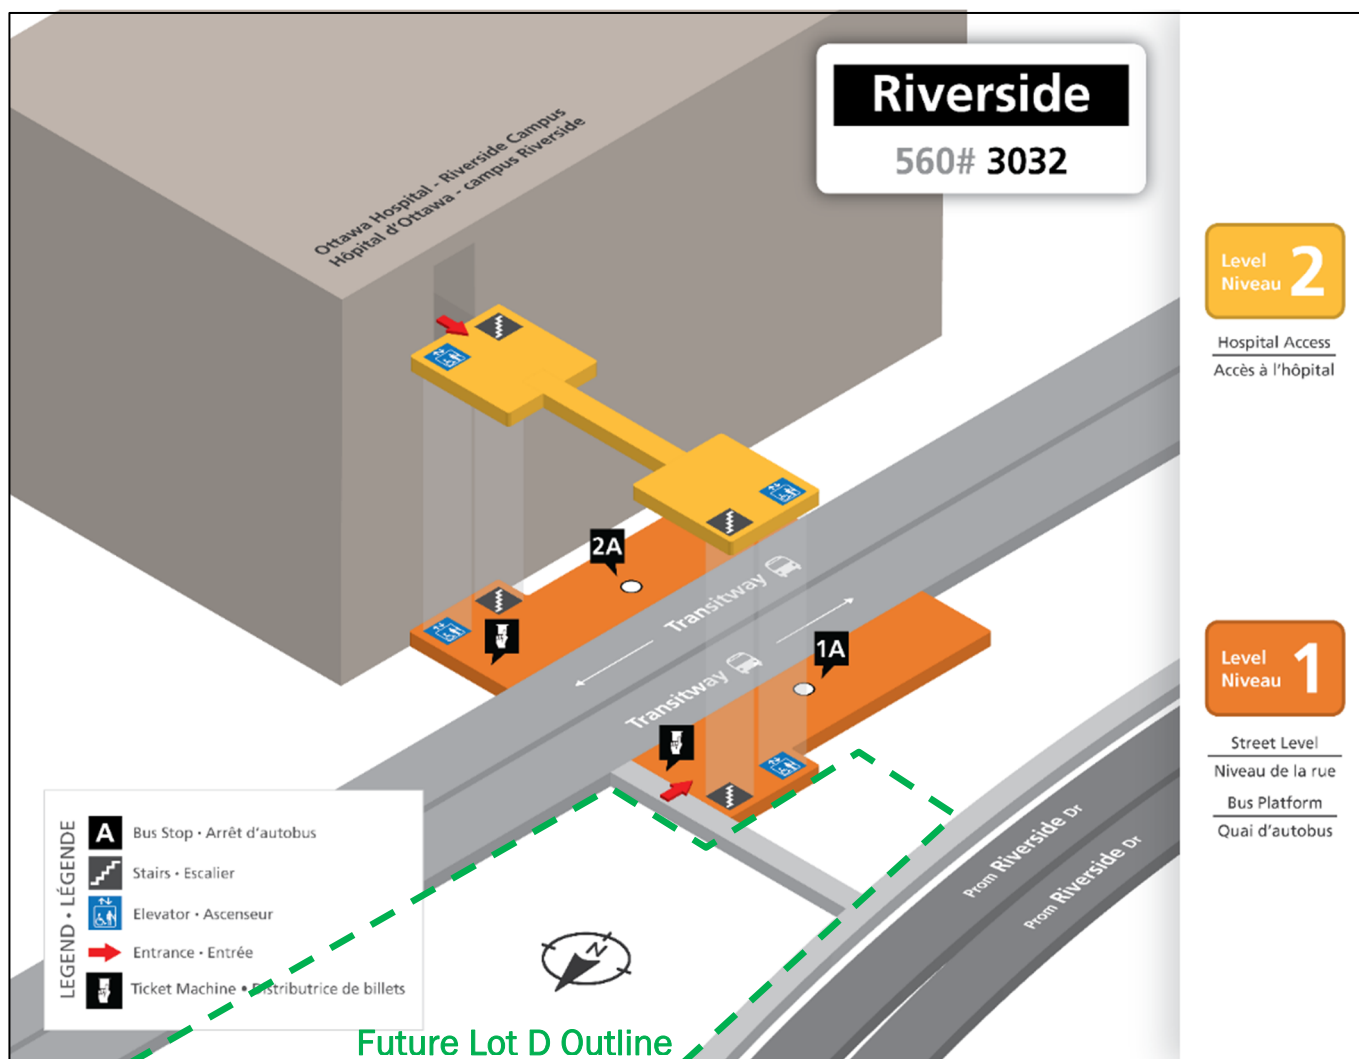 Riverside
560# 3032
Ottawa Hospital - Riverside Campus
Hôpital d'Ottawa - campus Riverside
Level
Niveau
2
Hospital Access
Accès à l'hôpital
2A
Transitway
1A
Transitway
Level
Niveau
1
Street Level
Niveau de la rue
Bus Platform
Quai d'autobus
Prom Riverside Dr
Prom Riverside Dr
LEGEND • LÉGENDE
A Bus Stop • Arrêt d'autobus
Stairs • Escalier
Elevator • Ascenseur
Entrance • Entrée
Ticket Machine • Distributrice de billets
N
Future Lot D Outline